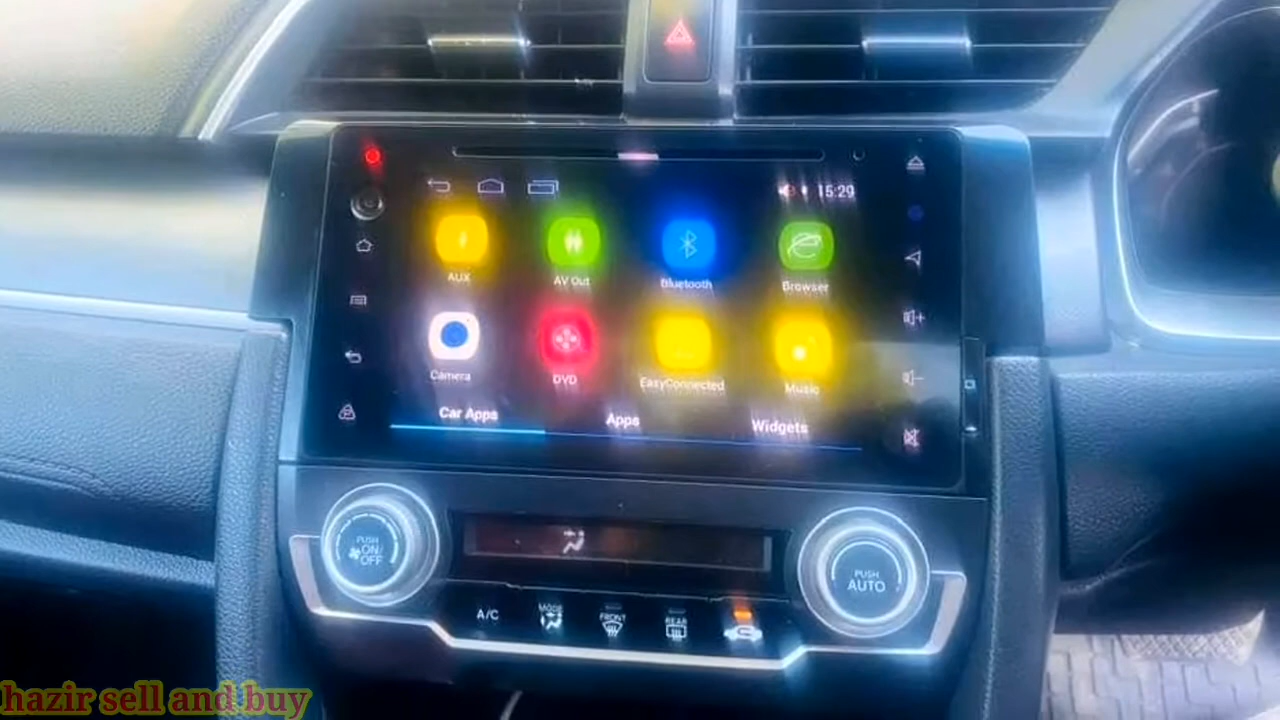 15:29
AUX
AV Out
Bluetooth
Browser
Camera
DVD
EasyConnected
Music
Car Apps
Apps
Widgets
PUSH
ON/
OFF
PUSH
AUTO
A/C
MODE
FRONT
REAR
hazir sell and buy